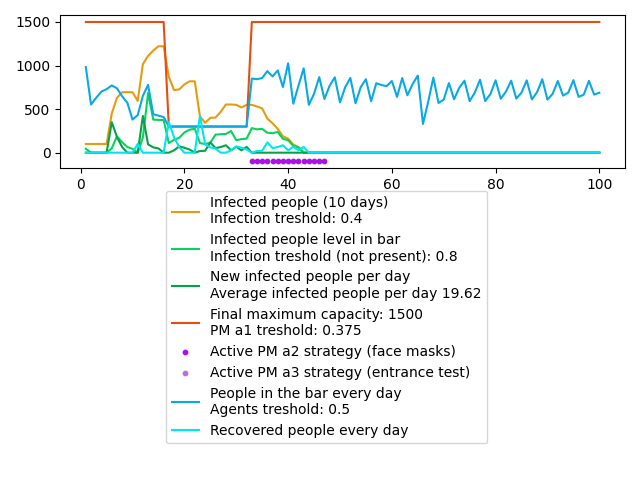 1500
1000
500
0
0 20 40 60 80 100
Infected people (10 days)
Infection treshold: 0.4
Infected people level in bar
Infection treshold (not present): 0.8
New infected people per day
Average infected people per day 19.62
Final maximum capacity: 1500
PM a1 treshold: 0.375
Active PM a2 strategy (face masks)
Active PM a3 strategy (entrance test)
People in the bar every day
Agents treshold: 0.5
Recovered people every day